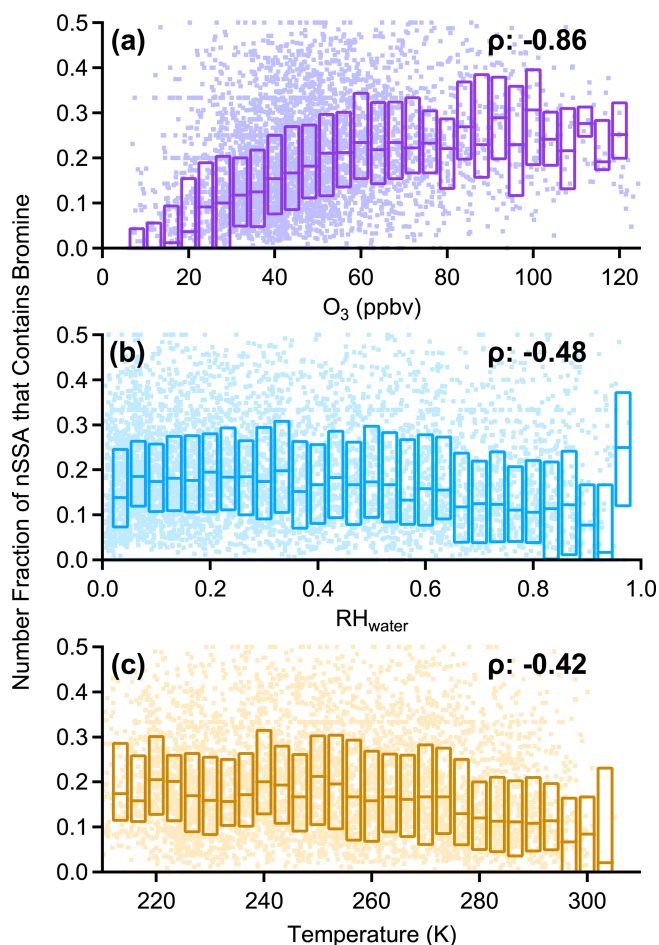 Number Fraction of nSSA that Contains Bromine
(a)
ρ: -0.86
0.5
0.4
0.3
0.2
0.1
0.0
0 20 40 60 80 100 120
O₃ (ppbv)
(b)
ρ: -0.48
0.5
0.4
0.3
0.2
0.1
0.0
0.0 0.2 0.4 0.6 0.8 1.0
RHwater
(c)
ρ: -0.42
0.5
0.4
0.3
0.2
0.1
0.0
220 240 260 280 300
Temperature (K)